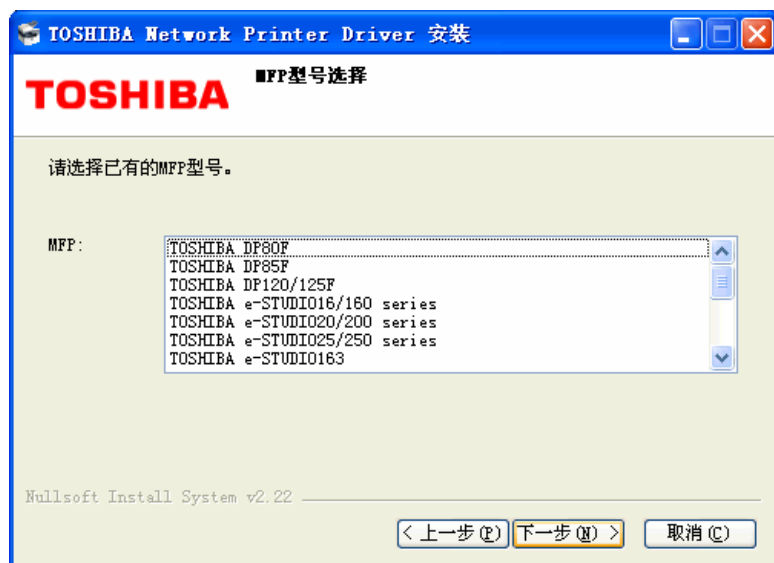 TOSHIBA Network Printer Driver 安装
TOSHIBA
MFP型号选择
请选择已有的MFP型号。
MFP:
TOSHIBA DP80F
TOSHIBA DP85F
TOSHIBA DP120/125F
TOSHIBA e-STUDIO16/160 series
TOSHIBA e-STUDIO20/200 series
TOSHIBA e-STUDIO25/250 series
TOSHIBA e-STUDIO163
Nullsoft Install System v2.22
< 上一步(P) 下一步(N) > 取消(C)